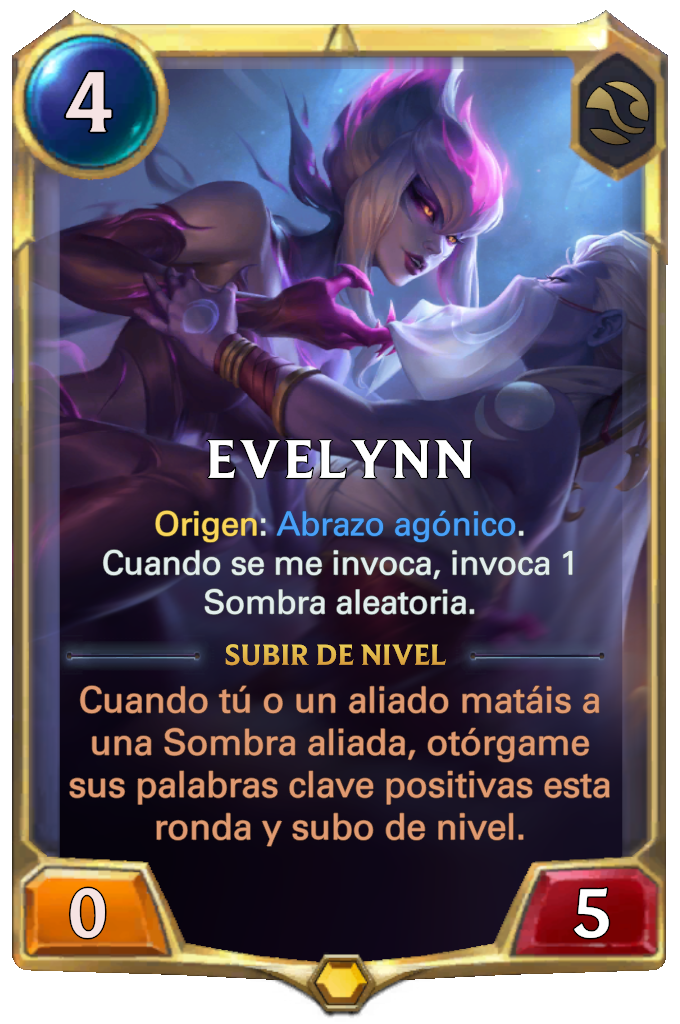 4
EVELYNN
Origen: Abrazo agónico.
Cuando se me invoca, invoca 1
Sombra aleatoria.
SUBIR DE NIVEL
Cuando tú o un aliado matáis a
una Sombra aliada, otórgame
sus palabras clave positivas esta
ronda y subo de nivel.
0
5